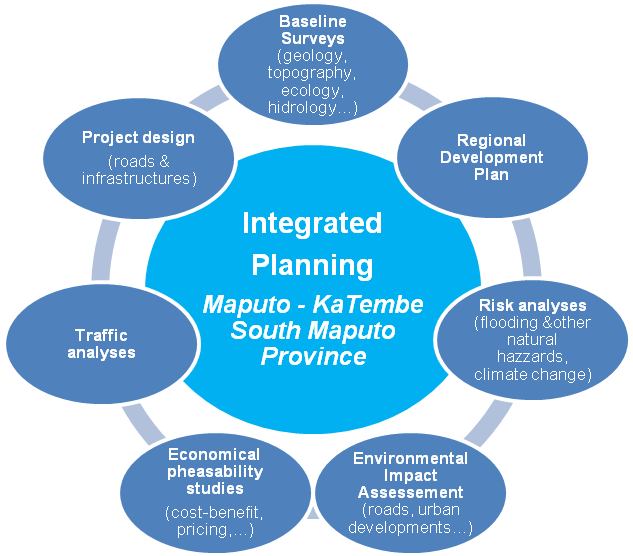 Baseline
Surveys
(geology,
topography,
ecology,
hidrology...)
Regional
Development
Plan
Risk analyses
(flooding &other
natural
hazzards,
climate change)
Environmental
Impact
Assessement
(roads, urban
developments...)
Economical
pheasability
studies
(cost-benefit,
pricing,...)
Traffic
analyses
Project design
(roads &
infrastructures)
Integrated
Planning
Maputo - KaTembe
South Maputo
Province